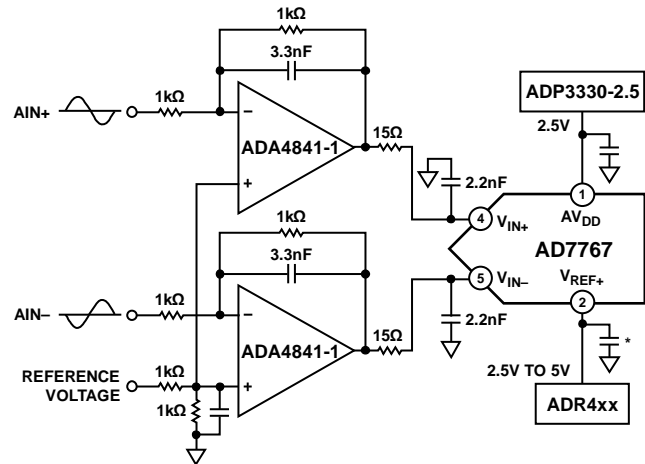 1kΩ
3.3nF
1kΩ
AIN+
−
ADA4841-1
+
15Ω
2.2nF
ADP3330-2.5
2.5V
1
AVDD
4
VIN+
AD7767
5
VIN−
VREF+
2
1kΩ
3.3nF
1kΩ
AIN−
−
ADA4841-1
+
15Ω
2.2nF
*
2.5V TO 5V
ADR4xx
REFERENCE
VOLTAGE
1kΩ
1kΩ